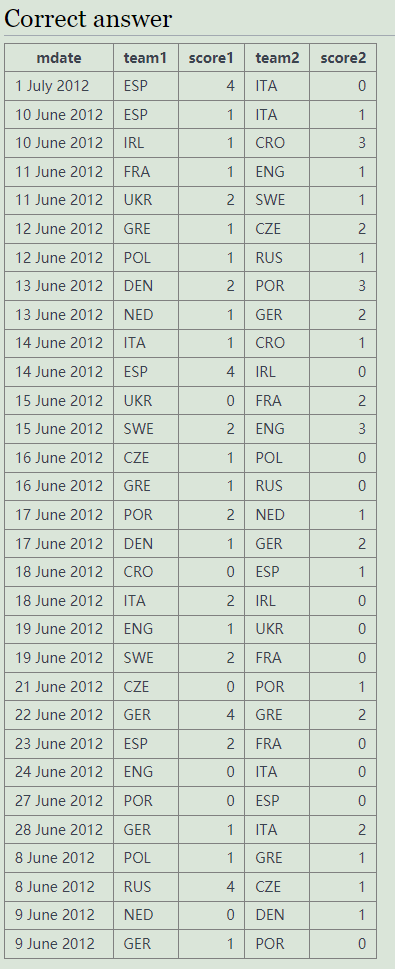 Correct answer
mdate team1 score1 team2 score2
1 July 2012 ESP 4 ITA 0
10 June 2012 ESP 1 ITA 1
10 June 2012 IRL 1 CRO 3
11 June 2012 FRA 1 ENG 1
11 June 2012 UKR 2 SWE 1
12 June 2012 GRE 1 CZE 2
12 June 2012 POL 1 RUS 1
13 June 2012 DEN 2 POR 3
13 June 2012 NED 1 GER 2
14 June 2012 ITA 1 CRO 1
14 June 2012 ESP 4 IRL 0
15 June 2012 UKR 0 FRA 2
15 June 2012 SWE 2 ENG 3
16 June 2012 CZE 1 POL 0
16 June 2012 GRE 1 RUS 0
17 June 2012 POR 2 NED 1
17 June 2012 DEN 1 GER 2
18 June 2012 CRO 0 ESP 1
18 June 2012 ITA 2 IRL 0
19 June 2012 ENG 1 UKR 0
19 June 2012 SWE 2 FRA 0
21 June 2012 CZE 0 POR 1
22 June 2012 GER 4 GRE 2
23 June 2012 ESP 2 FRA 0
24 June 2012 ENG 0 ITA 0
27 June 2012 POR 0 ESP 0
28 June 2012 GER 1 ITA 2
8 June 2012 POL 1 GRE 1
8 June 2012 RUS 4 CZE 1
9 June 2012 NED 0 DEN 1
9 June 2012 GER 1 POR 0